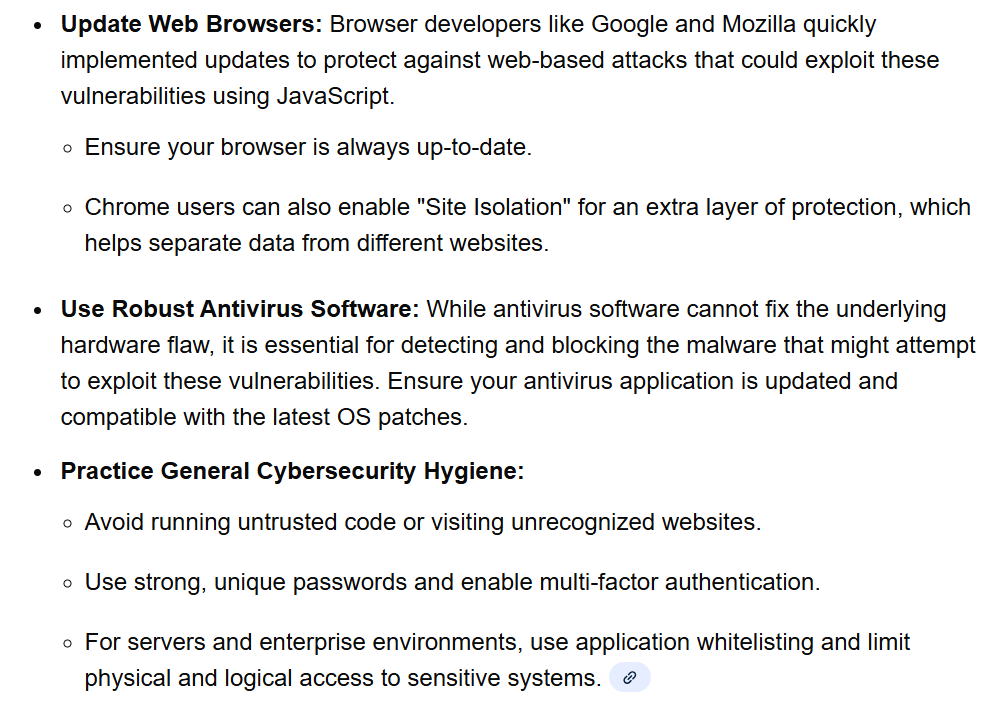 • Update Web Browsers: Browser developers like Google and Mozilla quickly
implemented updates to protect against web-based attacks that could exploit these
vulnerabilities using JavaScript.
◦ Ensure your browser is always up-to-date.
◦ Chrome users can also enable "Site Isolation" for an extra layer of protection, which
helps separate data from different websites.
• Use Robust Antivirus Software: While antivirus software cannot fix the underlying
hardware flaw, it is essential for detecting and blocking the malware that might attempt
to exploit these vulnerabilities. Ensure your antivirus application is updated and
compatible with the latest OS patches.
• Practice General Cybersecurity Hygiene:
◦ Avoid running untrusted code or visiting unrecognized websites.
◦ Use strong, unique passwords and enable multi-factor authentication.
◦ For servers and enterprise environments, use application whitelisting and limit
physical and logical access to sensitive systems.